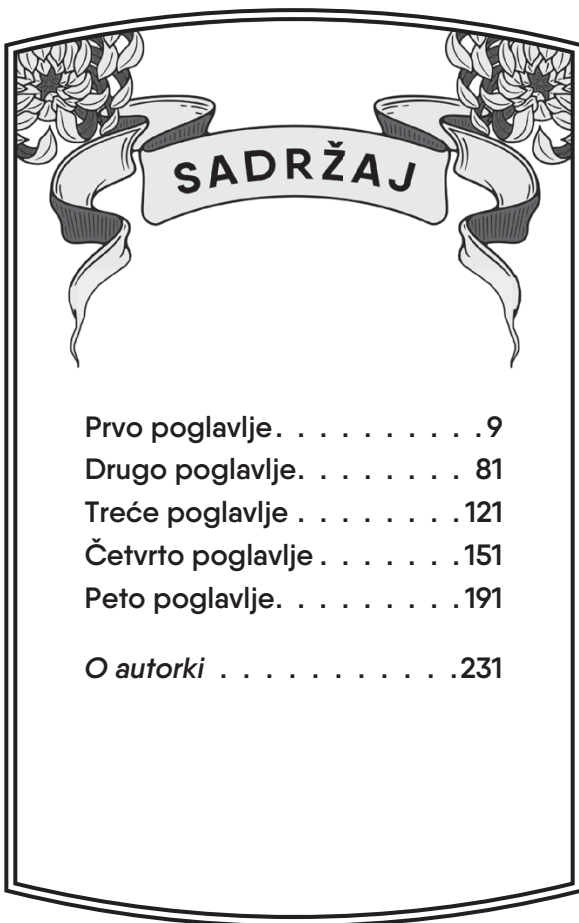 SADRŽAJ
Prvo poglavlje. . . . . . . . . . .9
Drugo poglavlje. . . . . . . . 81
Treće poglavlje . . . . . . . . .121
Četvrto poglavlje . . . . . . .151
Peto poglavlje. . . . . . . . . .191
O autorki . . . . . . . . . . . .231